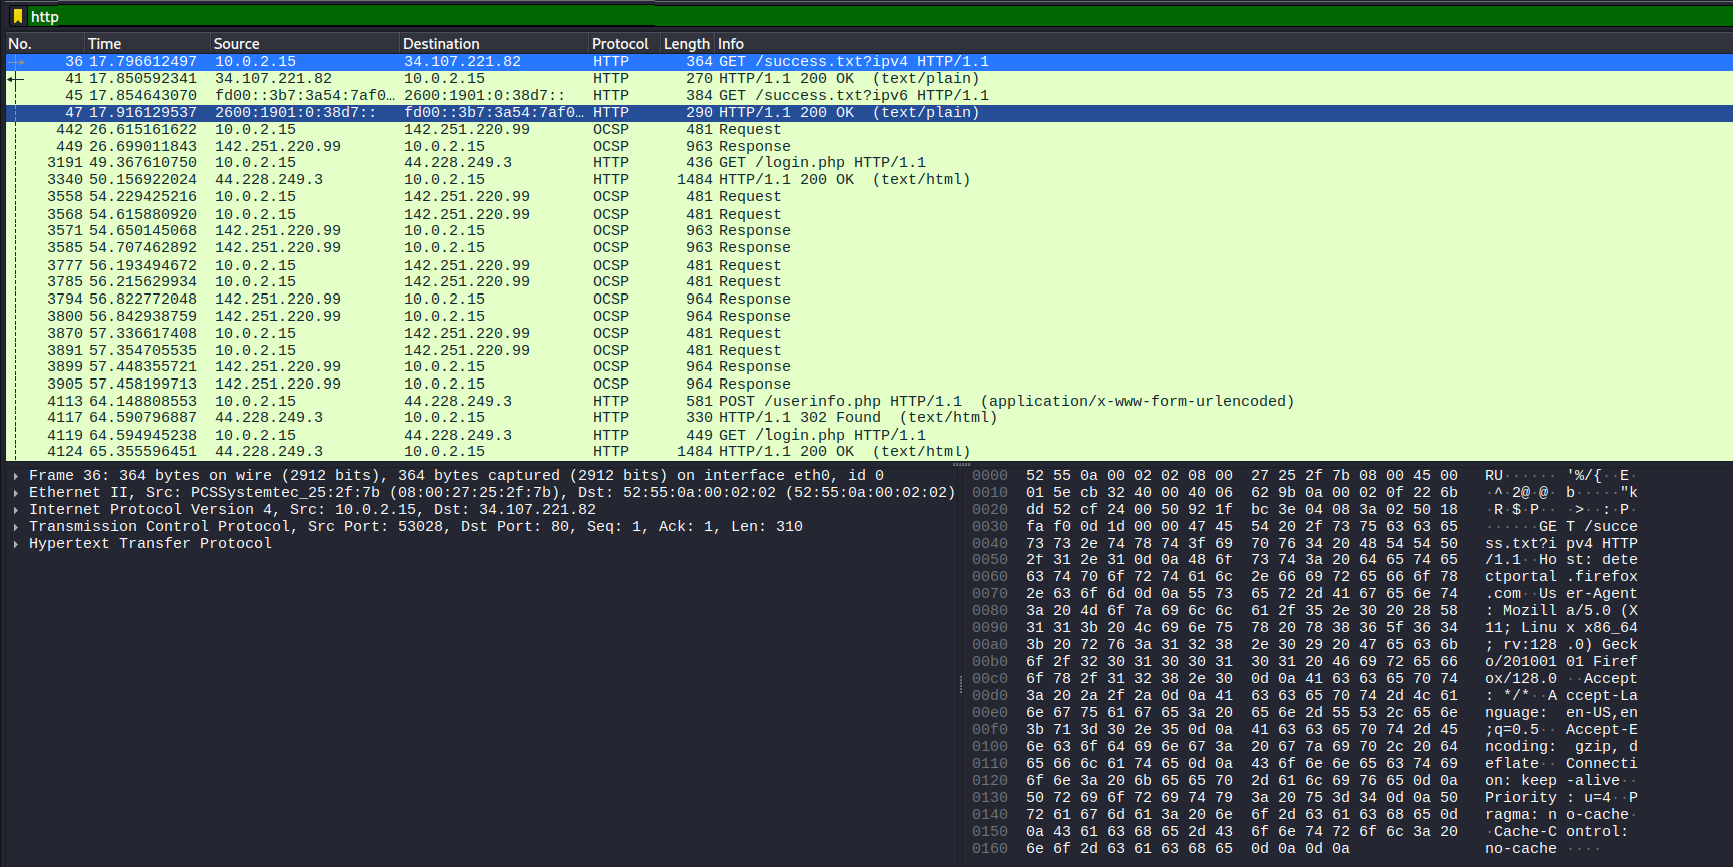 http
No. Time Source Destination Protocol Length Info
36 17.796612497 10.0.2.15 34.107.221.82 HTTP 364 GET /success.txt?ipv4 HTTP/1.1
41 17.850592341 34.107.221.82 10.0.2.15 HTTP 270 HTTP/1.1 200 OK (text/plain)
45 17.854643070 fd00::3b7:3a54:7af0… 2600:1901:0:38d7:: HTTP 384 GET /success.txt?ipv6 HTTP/1.1
47 17.916129537 2600:1901:0:38d7:: fd00::3b7:3a54:7af0… HTTP 290 HTTP/1.1 200 OK (text/plain)
442 26.615161622 10.0.2.15 142.251.220.99 OCSP 481 Request
449 26.699011843 142.251.220.99 10.0.2.15 OCSP 963 Response
3191 49.367610750 10.0.2.15 44.228.249.3 HTTP 436 GET /login.php HTTP/1.1
3340 50.156922024 44.228.249.3 10.0.2.15 HTTP 1484 HTTP/1.1 200 OK (text/html)
3558 54.229425216 10.0.2.15 142.251.220.99 OCSP 481 Request
3568 54.615880920 10.0.2.15 142.251.220.99 OCSP 481 Request
3571 54.650145068 142.251.220.99 10.0.2.15 OCSP 963 Response
3585 54.707462892 142.251.220.99 10.0.2.15 OCSP 963 Response
3777 56.193494672 10.0.2.15 142.251.220.99 OCSP 481 Request
3785 56.215629934 10.0.2.15 142.251.220.99 OCSP 481 Request
3794 56.822772048 142.251.220.99 10.0.2.15 OCSP 964 Response
3800 56.842938759 142.251.220.99 10.0.2.15 OCSP 964 Response
3870 57.336617408 10.0.2.15 142.251.220.99 OCSP 481 Request
3891 57.354705535 10.0.2.15 142.251.220.99 OCSP 481 Request
3899 57.448355721 142.251.220.99 10.0.2.15 OCSP 964 Response
3905 57.458199713 142.251.220.99 10.0.2.15 OCSP 964 Response
4113 64.148808553 10.0.2.15 44.228.249.3 HTTP 581 POST /userinfo.php HTTP/1.1 (application/x-www-form-urlencoded)
4117 64.590796887 44.228.249.3 10.0.2.15 HTTP 330 HTTP/1.1 302 Found (text/html)
4119 64.594945238 10.0.2.15 44.228.249.3 HTTP 449 GET /login.php HTTP/1.1
4124 65.355596451 44.228.249.3 10.0.2.15 HTTP 1484 HTTP/1.1 200 OK (text/html)
Frame 36: 364 bytes on wire (2912 bits), 364 bytes captured (2912 bits) on interface eth0, id 0
Ethernet II, Src: PCSSystemtec_25:2f:7b (08:00:27:25:2f:7b), Dst: 52:55:0a:00:02:02 (52:55:0a:00:02:02)
Internet Protocol Version 4, Src: 10.0.2.15, Dst: 34.107.221.82
Transmission Control Protocol, Src Port: 53028, Dst Port: 80, Seq: 1, Ack: 1, Len: 310
Hypertext Transfer Protocol
0000 52 55 0a 00 02 02 08 00 27 25 2f 7b 08 00 45 00 RU······ '%/{··E·
0010 01 5e cb 32 40 00 40 06 62 9b 0a 00 02 0f 22 6b ·^·2@·@· b·····"k
0020 dd 52 cf 24 00 50 92 1f bc 3e 04 08 3a 02 50 18 ·R·$·P·· ·>··:·P·
0030 fa f0 0d 1d 00 00 47 45 54 20 2f 73 75 63 63 65 ······GE T /succe
0040 73 73 2e 74 78 74 3f 69 70 76 34 20 48 54 54 50 ss.txt?i pv4 HTTP
0050 2f 31 2e 31 0d 0a 48 6f 73 74 3a 20 64 65 74 65 /1.1··Ho st: dete
0060 63 74 70 6f 72 74 61 6c 2e 66 69 72 65 66 6f 78 ctportal .firefox
0070 2e 63 6f 6d 0d 0a 55 73 65 72 2d 41 67 65 6e 74 .com··Us er-Agent
0080 3a 20 4d 6f 7a 69 6c 6c 61 2f 35 2e 30 20 28 58 : Mozill a/5.0 (X
0090 31 31 3b 20 4c 69 6e 75 78 20 78 38 36 5f 36 34 11; Linu x x86_64
00a0 3b 20 72 76 3a 31 32 38 2e 30 29 20 47 65 63 6b ; rv:128 .0) Geck
00b0 6f 2f 32 30 31 30 30 31 30 31 20 46 69 72 65 66 o/201001 01 Firef
00c0 6f 78 2f 31 32 38 2e 30 0d 0a 41 63 63 65 70 74 ox/128.0 ··Accept
00d0 3a 20 2a 2f 2a 0d 0a 41 63 63 65 70 74 2d 4c 61 : */*··A ccept-La
00e0 6e 67 75 61 67 65 3a 20 65 6e 2d 55 53 2c 65 6e nguage: en-US,en
00f0 3b 71 3d 30 2e 35 0d 0a 41 63 63 65 70 74 2d 45 ;q=0.5·· Accept-E
0100 6e 63 6f 64 69 6e 67 3a 20 67 7a 69 70 2c 20 64 ncoding: gzip, d
0110 65 66 6c 61 74 65 0d 0a 43 6f 6e 6e 65 63 74 69 eflate·· Connecti
0120 6f 6e 3a 20 6b 65 65 70 2d 61 6c 69 76 65 0d 0a on: keep -alive··
0130 50 72 69 6f 72 69 74 79 3a 20 75 3d 34 0d 0a 50 Priority : u=4··P
0140 72 61 67 6d 61 3a 20 6e 6f 2d 63 61 63 68 65 0d ragma: n o-cache·
0150 0a 43 61 63 68 65 2d 43 6f 6e 74 72 6f 6c 3a 20 ·Cache-C ontrol:
0160 6e 6f 2d 63 61 63 68 65 0d 0a 0d 0a no-cache ····